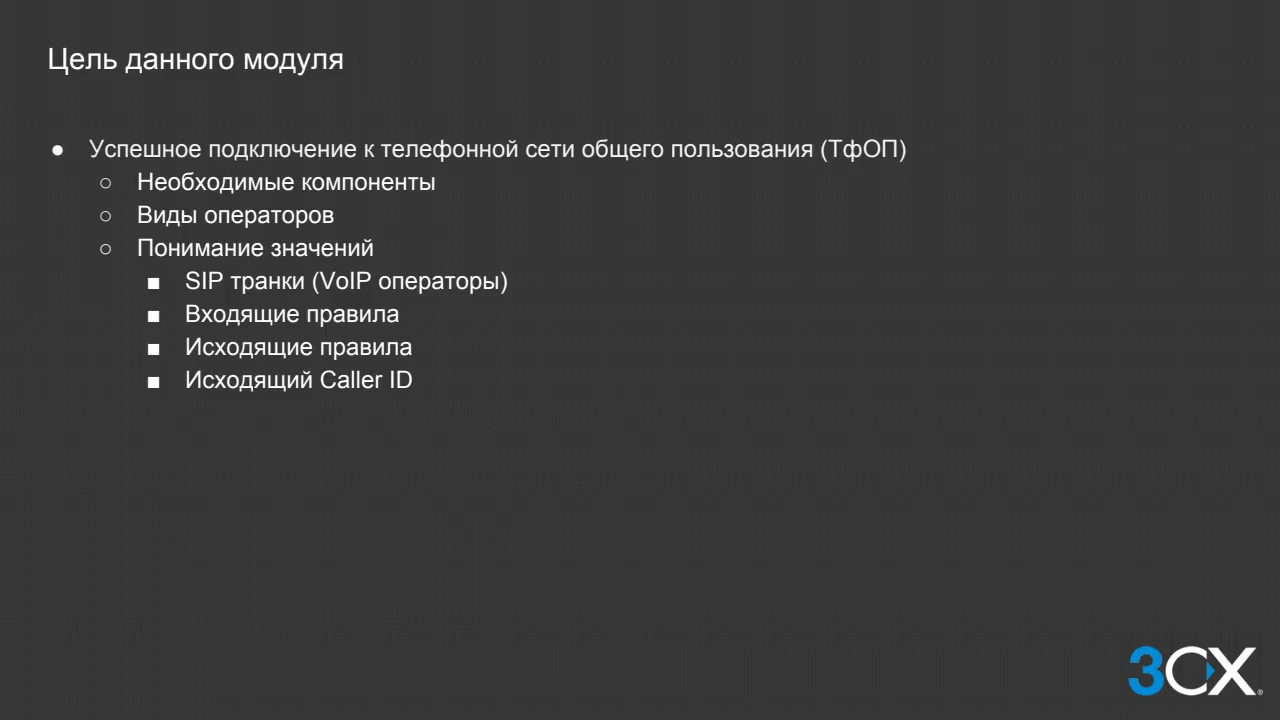 Цель данного модуля
● Успешное подключение к телефонной сети общего пользования (ТфОП)
○ Необходимые компоненты
○ Виды операторов
○ Понимание значений
■ SIP транки (VoIP операторы)
■ Входящие правила
■ Исходящие правила
■ Исходящий Caller ID
3CX®